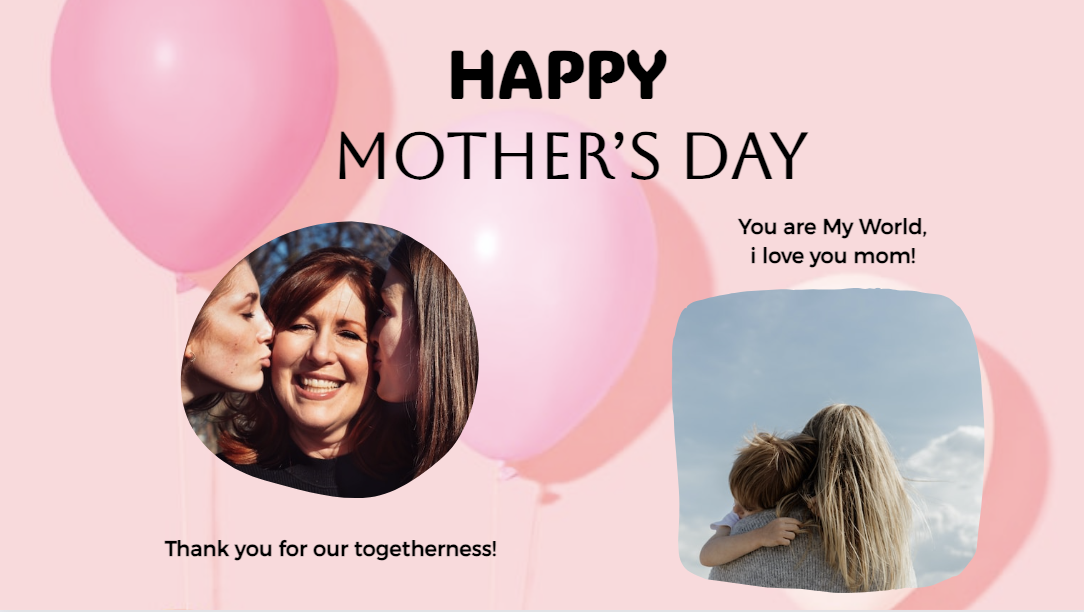 HAPPY
MOTHER’S DAY
You are My World,
i love you mom!
Thank you for our togetherness!